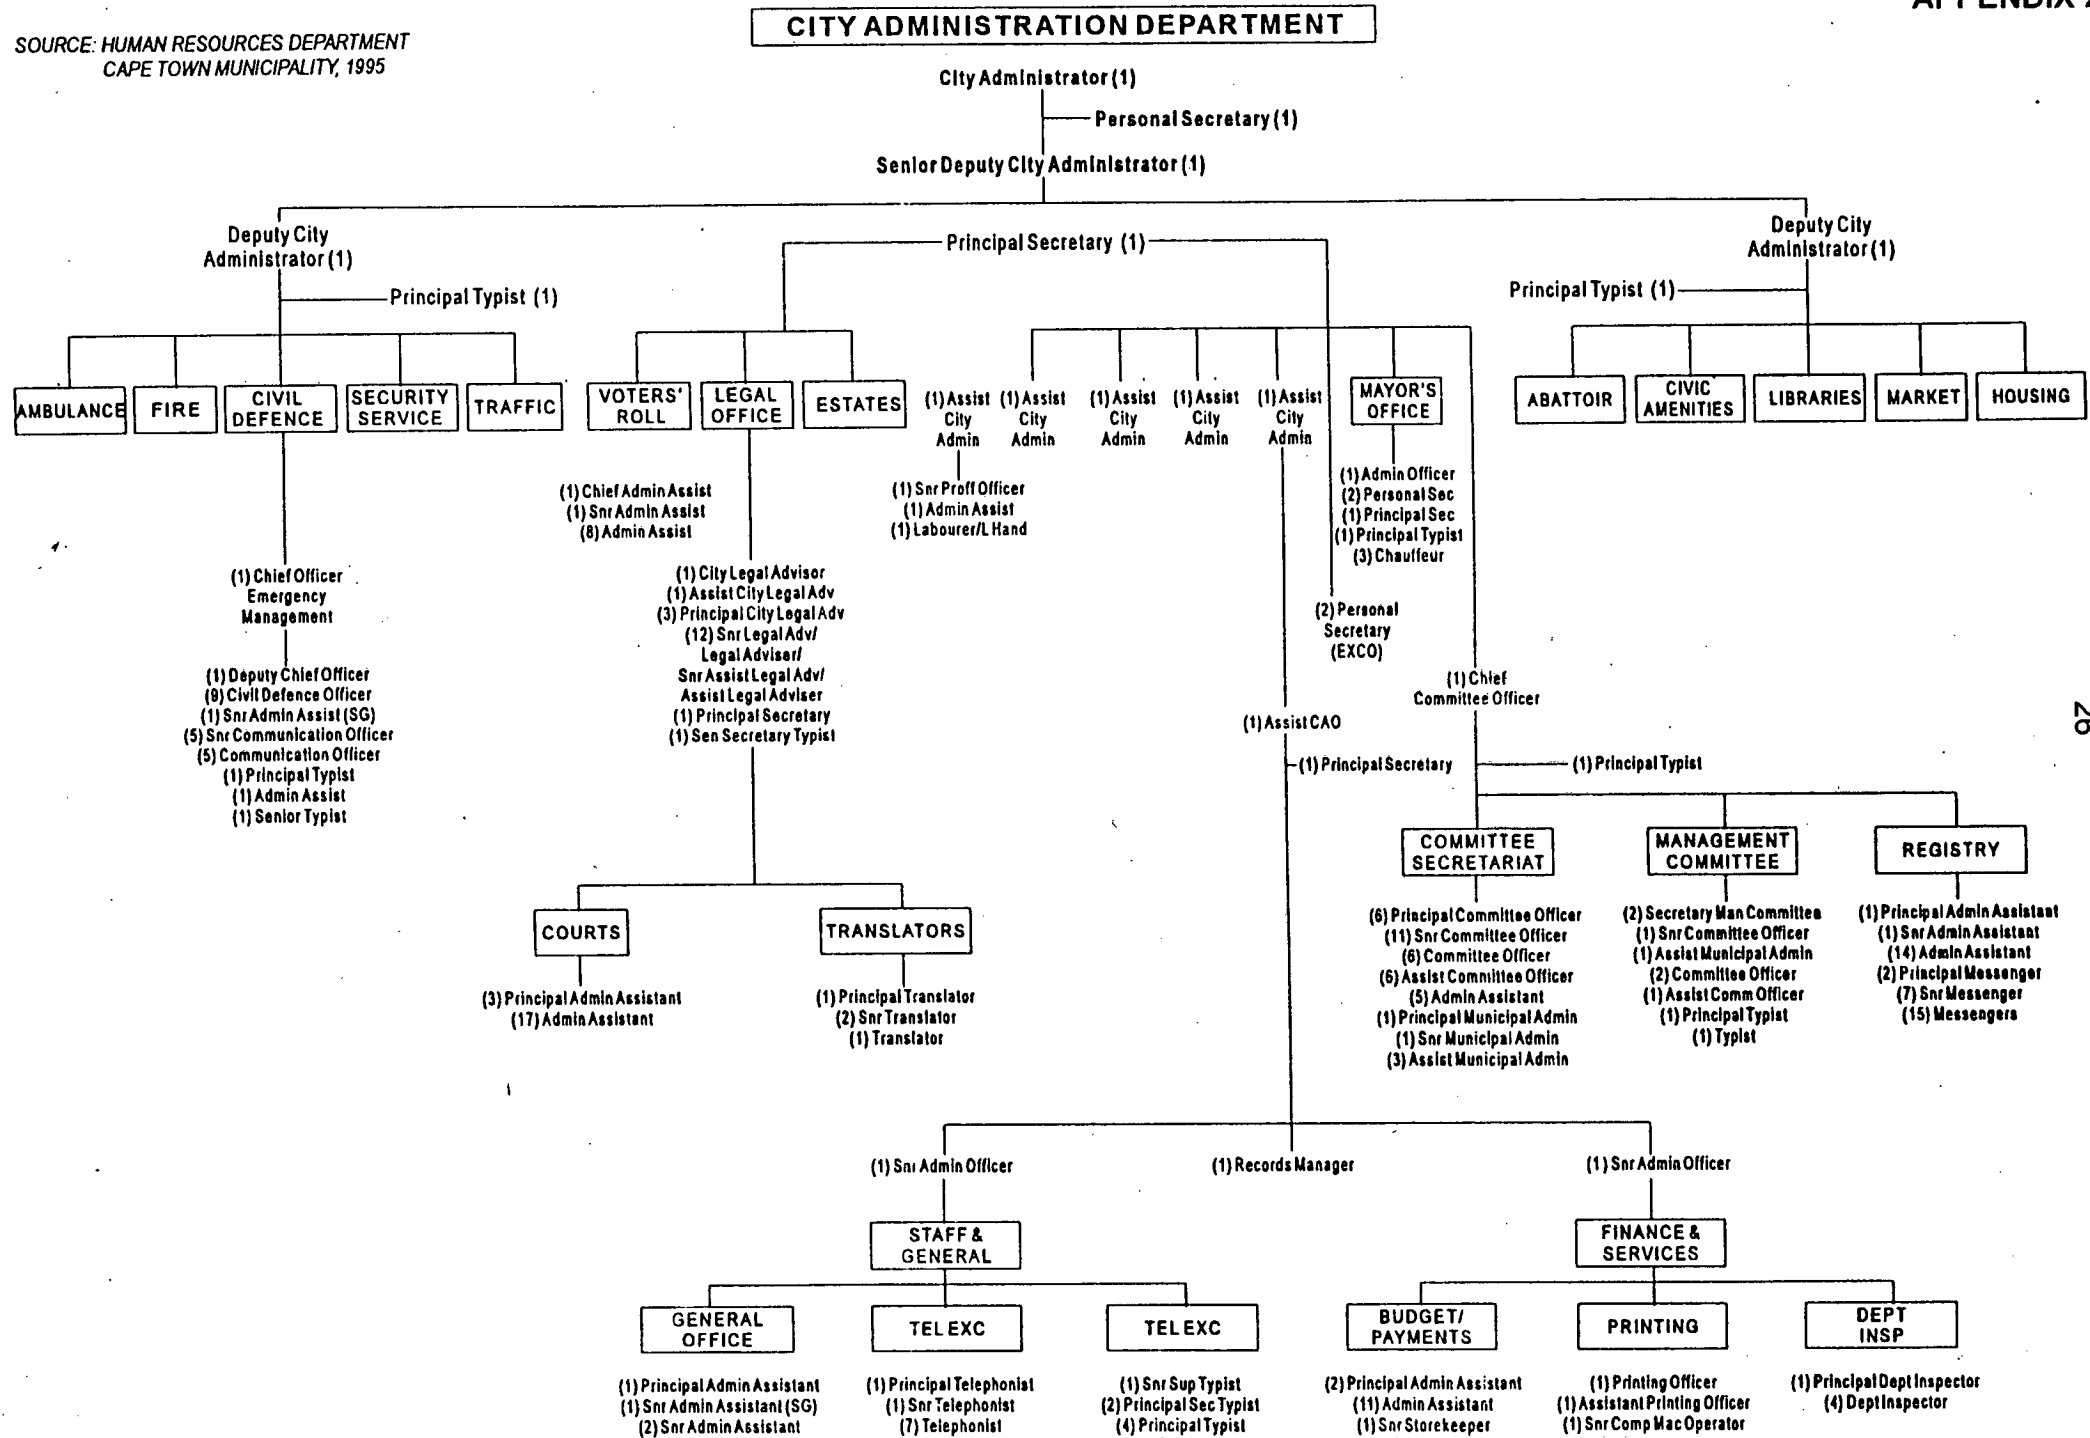 APPENDIX 2
CITY ADMINISTRATION DEPARTMENT
SOURCE: HUMAN RESOURCES DEPARTMENT
CAPE TOWN MUNICIPALITY, 1995
City Administrator (1)
Personal Secretary (1)
Senior Deputy City Administrator (1)
Deputy City
Administrator (1)
Principal Typist (1)
Principal Secretary (1)
Deputy City
Administrator (1)
Principal Typist (1)
AMBULANCE
FIRE
CIVIL
DEFENCE
SECURITY
SERVICE
TRAFFIC
VOTERS'
ROLL
LEGAL
OFFICE
ESTATES
(1) Assist
City
Admin
(1) Assist
City
Admin
(1) Assist
City
Admin
(1) Assist
City
Admin
(1) Assist
City
Admin
MAYOR'S
OFFICE
ABATTOIR
CIVIC
AMENITIES
LIBRARIES
MARKET
HOUSING
(1) Chief Admin Assist
(1) Snr Admin Assist
(8) Admin Assist
(1) Snr Proff Officer
(1) Admin Assist
(1) Labourer/L Hand
(1) Admin Officer
(2) Personal Sec
(1) Principal Sec
(1) Principal Typist
(3) Chauffeur
(1) Chief Officer
Emergency
Management
(1) Deputy Chief Officer
(9) Civil Defence Officer
(1) Snr Admin Assist (SG)
(5) Snr Communication Officer
(5) Communication Officer
(1) Principal Typist
(1) Admin Assist
(1) Senior Typist
(1) City Legal Advisor
(1) Assist City Legal Adv
(3) Principal City Legal Adv
(12) Snr Legal Adv/
Legal Adviser/
Snr Assist Legal Adv/
Assist Legal Adviser
(1) Principal Secretary
(1) Sen Secretary Typist
(2) Personal
Secretary
(EXCO)
(1) Chief
Committee Officer
(1) Assist CAO
(1) Principal Secretary
(1) Principal Typist
26
COMMITTEE
SECRETARIAT
MANAGEMENT
COMMITTEE
REGISTRY
COURTS
TRANSLATORS
(3) Principal Admin Assistant
(17) Admin Assistant
(1) Principal Translator
(2) Snr Translator
(1) Translator
(6) Principal Committee Officer
(11) Snr Committee Officer
(6) Committee Officer
(6) Assist Committee Officer
(5) Admin Assistant
(1) Principal Municipal Admin
(1) Snr Municipal Admin
(3) Assist Municipal Admin
(2) Secretary Man Committee
(1) Snr Committee Officer
(1) Assist Municipal Admin
(2) Committee Officer
(1) Assist Comm Officer
(1) Principal Typist
(1) Typist
(1) Principal Admin Assistant
(1) Snr Admin Assistant
(14) Admin Assistant
(2) Principal Messenger
(7) Snr Messenger
(15) Messengers
(1) Snr Admin Officer
(1) Records Manager
(1) Snr Admin Officer
STAFF &
GENERAL
FINANCE &
SERVICES
GENERAL
OFFICE
TEL EXC
TEL EXC
BUDGET/
PAYMENTS
PRINTING
DEPT
INSP
(1) Principal Admin Assistant
(1) Snr Admin Assistant (SG)
(2) Snr Admin Assistant
(1) Principal Telephonist
(1) Snr Telephonist
(7) Telephonist
(1) Snr Sup Typist
(2) Principal Sec Typist
(4) Principal Typist
(2) Principal Admin Assistant
(11) Admin Assistant
(1) Snr Storekeeper
(1) Printing Officer
(1) Assistant Printing Officer
(1) Snr Comp Mac Operator
(1) Principal Dept Inspector
(4) Dept Inspector